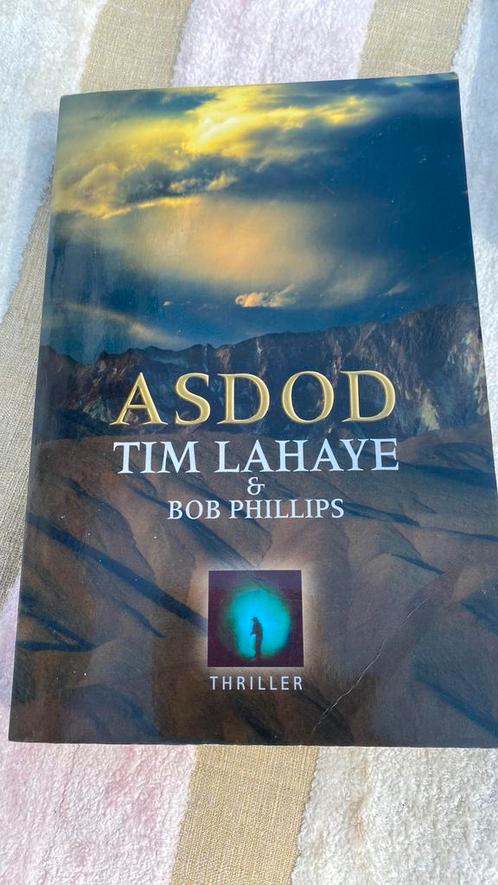 ASDOD
TIM LAHAYE
&
BOB PHILLIPS
THRILLER